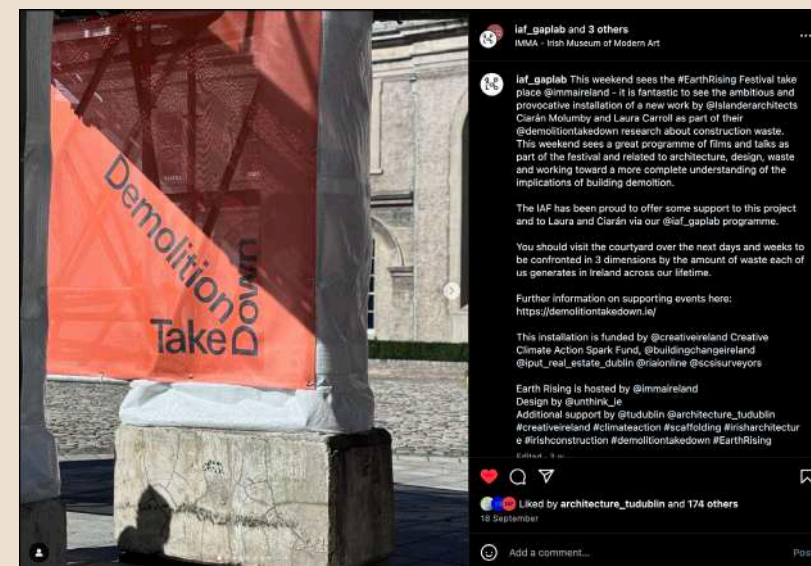 Demolition
Take
Down
iaf_gaplab and 3 others
IMMA - Irish Museum of Modern Art
iaf_gaplab This weekend sees the #EarthRising Festival take
place @immaireland - it is fantastic to see the ambitious and
provocative installation of a new work by @Islanderarchitects
Ciarán Molumby and Laura Carroll as part of their
@demolitiontakedown research about construction waste.
This weekend sees a great programme of films and talks as
part of the festival and related to architecture, design, waste
and working toward a more complete understanding of the
implications of building demoltion.
The IAF has been proud to offer some support to this project
and to Laura and Ciarán via our @iaf_gaplab programme.
You should visit the courtyard over the next days and weeks to
be confronted in 3 dimensions by the amount of waste each of
us generates in Ireland across our lifetime.
Further information on supporting events here:
https://demolitiontakedown.ie/
This installation is funded by @creativeireland Creative
Climate Action Spark Fund, @buildingchangeireland
@iput_real_estate_dublin @riaionline @scsisurveyors
Earth Rising is hosted by @immaireland
Design by @unthink_ie
Additional support by @tudublin @architecture_tudublin
#creativeireland #climateaction #scaffolding #irisharchitectur
e #irishconstruction #demolitiontakedown #EarthRising
Edited - 3 w
Liked by architecture_tudublin and 174 others
18 September
Add a comment...
Pos